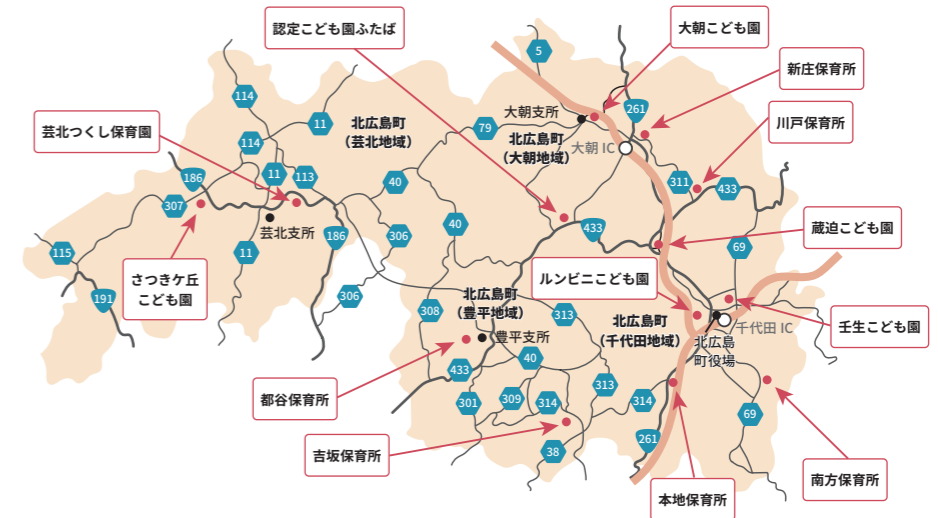 認定こども園ふたば
大朝こども園
5
新庄保育所
114
261
芸北つくし保育園
11
北広島町
（芸北地域）
79
大朝支所
北広島町
（大朝地域）
大朝 IC
川戸保育所
114
186
11
113
40
311
433
307
40
433
蔵迫こども園
芸北支所
186
306
69
115
11
さつきケ丘
こども園
ルンビニこども園
191
306
北広島町
（豊平地域）
308
313
北広島町
（千代田地域）
千代田 IC
壬生こども園
豊平支所
北広島
町役場
433
40
都谷保育所
301
309
314
313
314
69
吉坂保育所
38
261
南方保育所
本地保育所